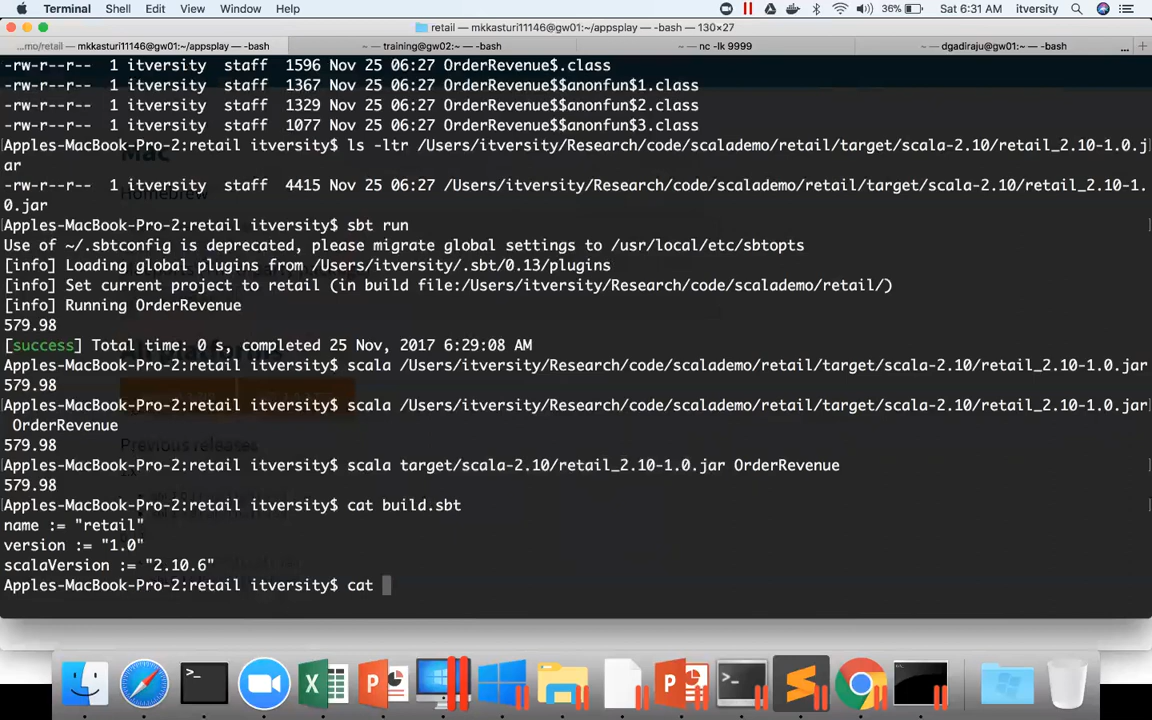 Terminal Shell Edit View Window Help 36% Sat 6:31 AM itversity
retail — mkkasturi11146@gw01:~/appsplay — -bash — 130×27
...mo/retail — mkkasturi11146@gw01:~/appsplay — -bash training@gw02:~ — -bash ~ — nc -lk 9999 ~ — dgadiraju@gw01:~ — -bash ... +
-rw-r--r-- 1 itversity staff 1596 Nov 25 06:27 OrderRevenue$.class
-rw-r--r-- 1 itversity staff 1367 Nov 25 06:27 OrderRevenue$$anonfun$1.class
-rw-r--r-- 1 itversity staff 1329 Nov 25 06:27 OrderRevenue$$anonfun$2.class
-rw-r--r-- 1 itversity staff 1077 Nov 25 06:27 OrderRevenue$$anonfun$3.class
[Apples-MacBook-Pro-2:retail itversity$ ls -ltr /Users/itversity/Research/code/scalademo/retail/target/scala-2.10/retail_2.10-1.0.j]
ar
-rw-r--r-- 1 itversity staff 4415 Nov 25 06:27 /Users/itversity/Research/code/scalademo/retail/target/scala-2.10/retail_2.10-1.
0.jar
[Apples-MacBook-Pro-2:retail itversity$ sbt run ]
Use of ~/.sbtconfig is deprecated, please migrate global settings to /usr/local/etc/sbtopts
[info] Loading global plugins from /Users/itversity/.sbt/0.13/plugins
[info] Set current project to retail (in build file:/Users/itversity/Research/code/scalademo/retail/)
[info] Running OrderRevenue
579.98
[success] Total time: 0 s, completed 25 Nov, 2017 6:29:08 AM
[Apples-MacBook-Pro-2:retail itversity$ scala /Users/itversity/Research/code/scalademo/retail/target/scala-2.10/retail_2.10-1.0.jar]
579.98
[Apples-MacBook-Pro-2:retail itversity$ scala /Users/itversity/Research/code/scalademo/retail/target/scala-2.10/retail_2.10-1.0.jar]
OrderRevenue
Previous releases
579.98
[Apples-MacBook-Pro-2:retail itversity$ scala target/scala-2.10/retail_2.10-1.0.jar OrderRevenue ]
579.98
[Apples-MacBook-Pro-2:retail itversity$ cat build.sbt ]
name := "retail"
version := "1.0"
scalaVersion := "2.10.6"
Apples-MacBook-Pro-2:retail itversity$ cat